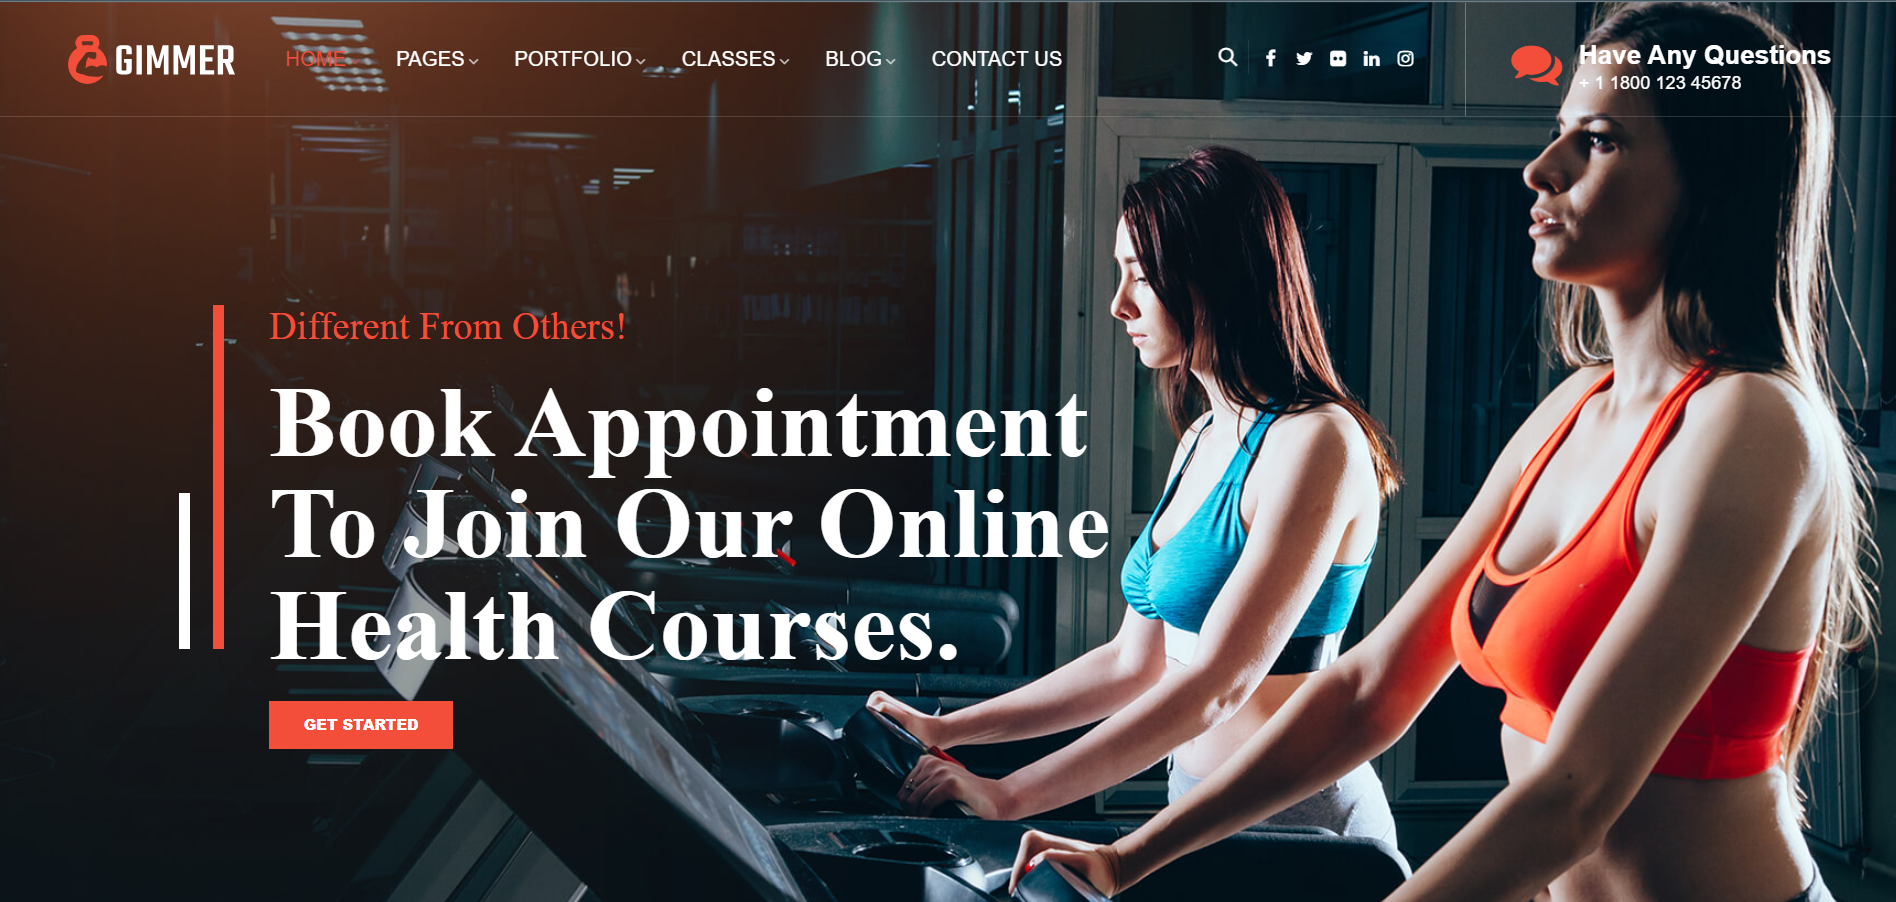 GIMMER
HOME
PAGES
PORTFOLIO
CLASSES
BLOG
CONTACT US
Have Any Questions
+ 1 1800 123 45678
Different From Others!
Book Appointment
To Join Our Online
Health Courses.
GET STARTED